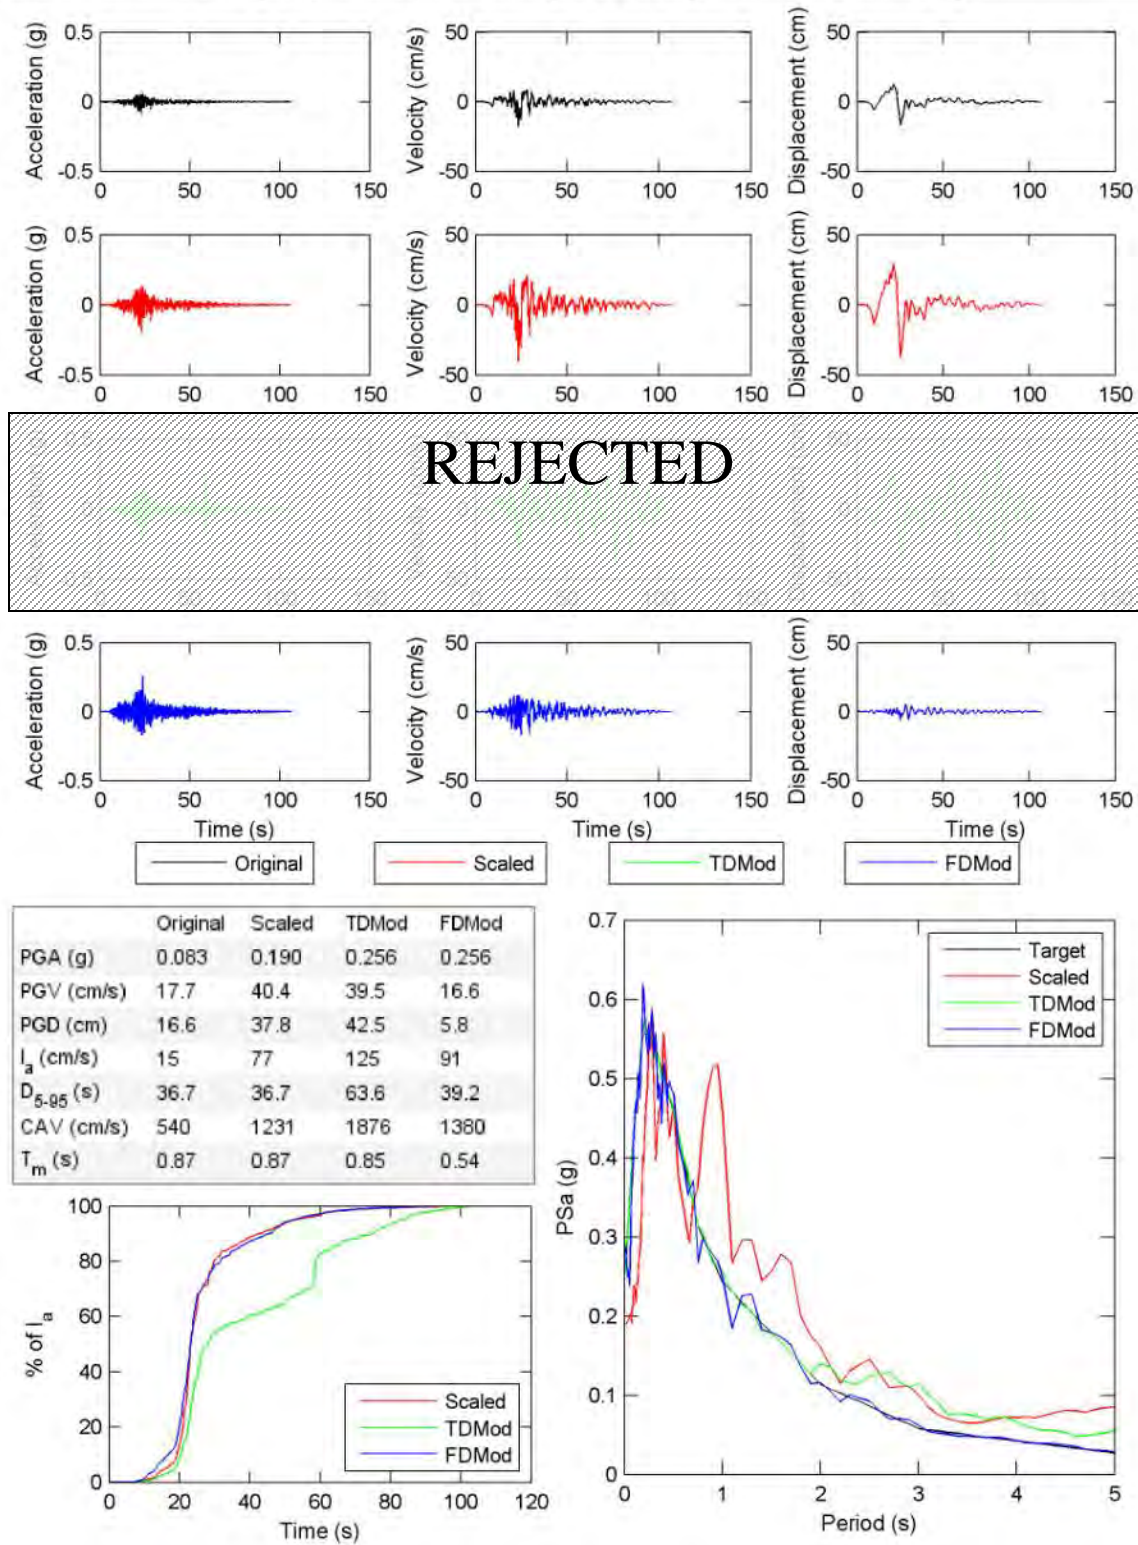 0.5 50 50
Acceleration (g) Velocity (cm/s) Displacement (cm)
0 0 0
-0.5 -50 -50
0 50 100 150 0 50 100 150 0 50 100 150
0.5 50 50
Acceleration (g) Velocity (cm/s) Displacement (cm)
0 0 0
-0.5 -50 -50
0 50 100 150 0 50 100 150 0 50 100 150
REJECTED
0.5 50 50
Acceleration (g) Velocity (cm/s) Displacement (cm)
0 0 0
-0.5 -50 -50
0 50 100 150 0 50 100 150 0 50 100 150
Time (s) Time (s) Time (s)
Original Scaled TDMod FDMod
Original Scaled TDMod FDMod
PGA (g) 0.083 0.190 0.256 0.256
PGV (cm/s) 17.7 40.4 39.5 16.6
PGD (cm) 16.6 37.8 42.5 5.8
Ia (cm/s) 15 77 125 91
D5-95 (s) 36.7 36.7 63.6 39.2
CAV (cm/s) 540 1231 1876 1380
Tm (s) 0.87 0.87 0.85 0.54
100
80
60
% of Ia
40
20
0
Scaled
TDMod
FDMod
0 20 40 60 80 100 120
Time (s)
0.7
0.6
0.5
0.4
PSa (g)
0.3
0.2
0.1
0
Target
Scaled
TDMod
FDMod
0 1 2 3 4 5
Period (s)